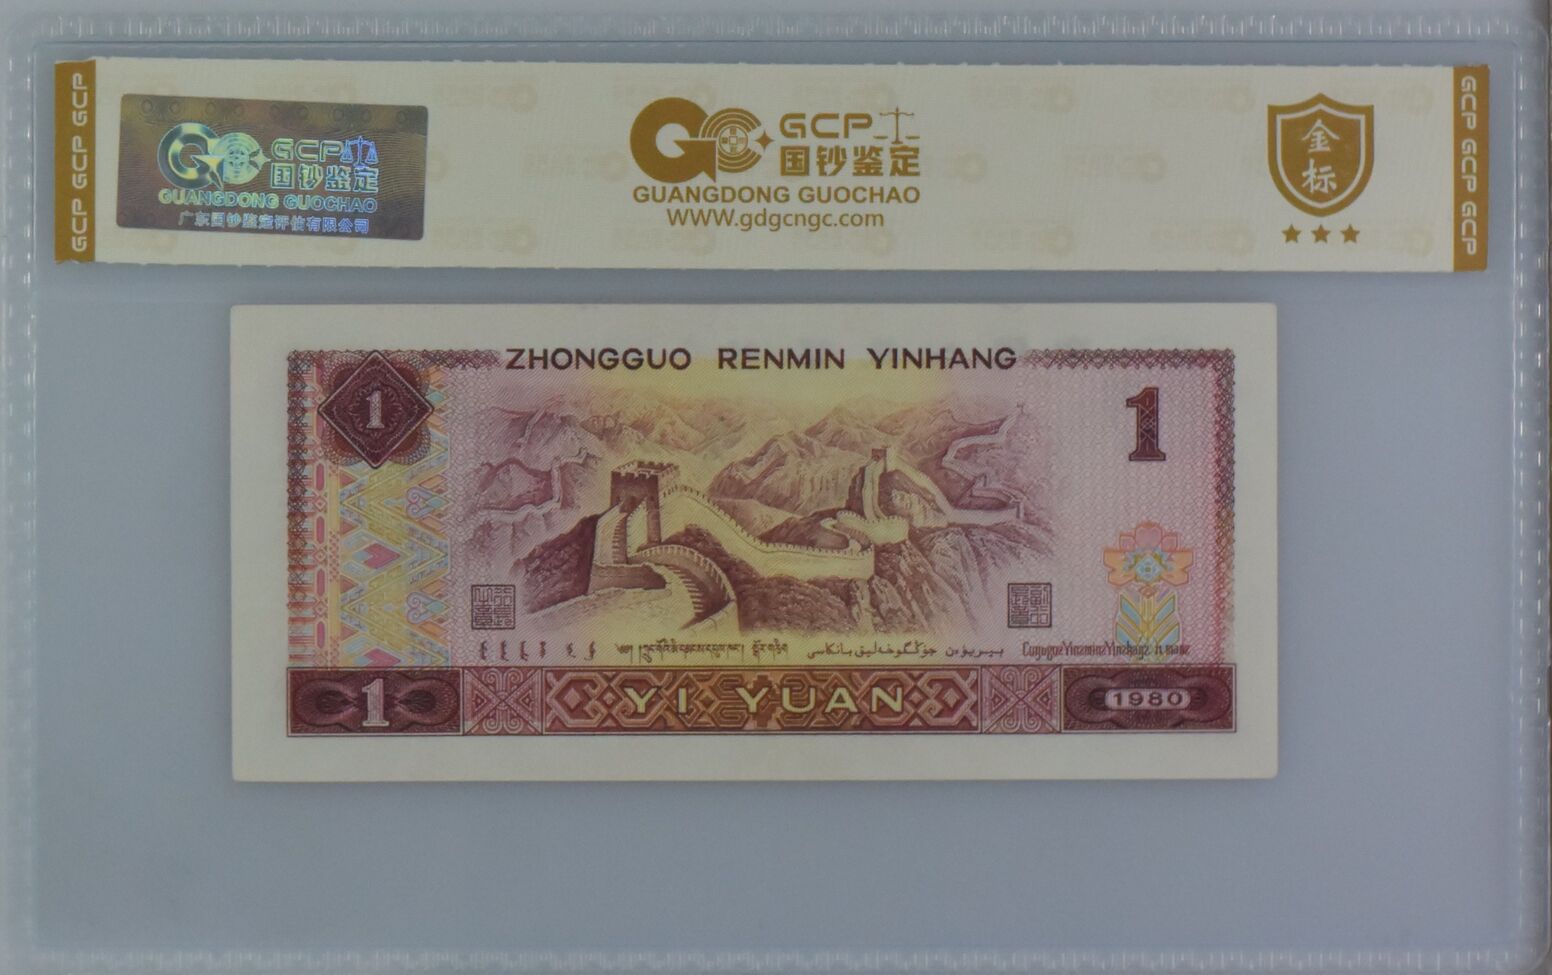 GCP GCP GCP
GCP
国钞鉴定
GUANGDONG GUOCHAO
广东国钞鉴定评估有限公司
GCP
国钞鉴定
GUANGDONG GUOCHAO
WWW.gdgcngc.com
金
标
GCP GCP GCP
ZHONGGUO RENMIN YINHANG
1
1
1
YI YUAN
1980